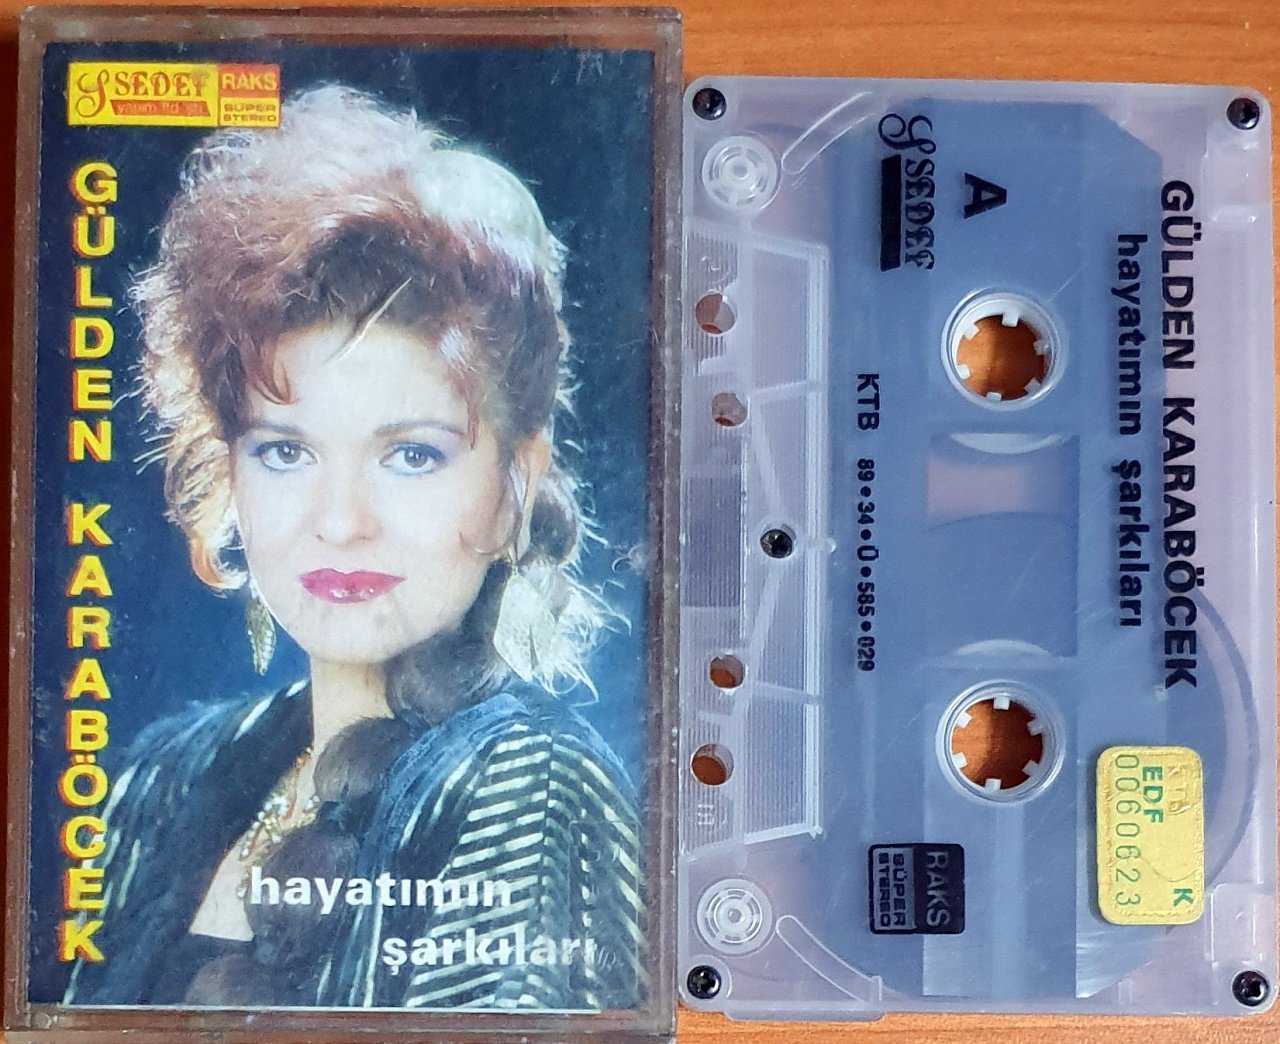 SEDEF
RAKS
SÜPER
STEREO
GÜLDEN KARABÖCEK
hayatımın
şarkıları
GÜLDEN KARABÖCEK
hayatımın şarkıları
A
SEDEF
KTB 89•34•Ü•585•029
RAKS
SÜPER
STEREO
EDF
0060623
K